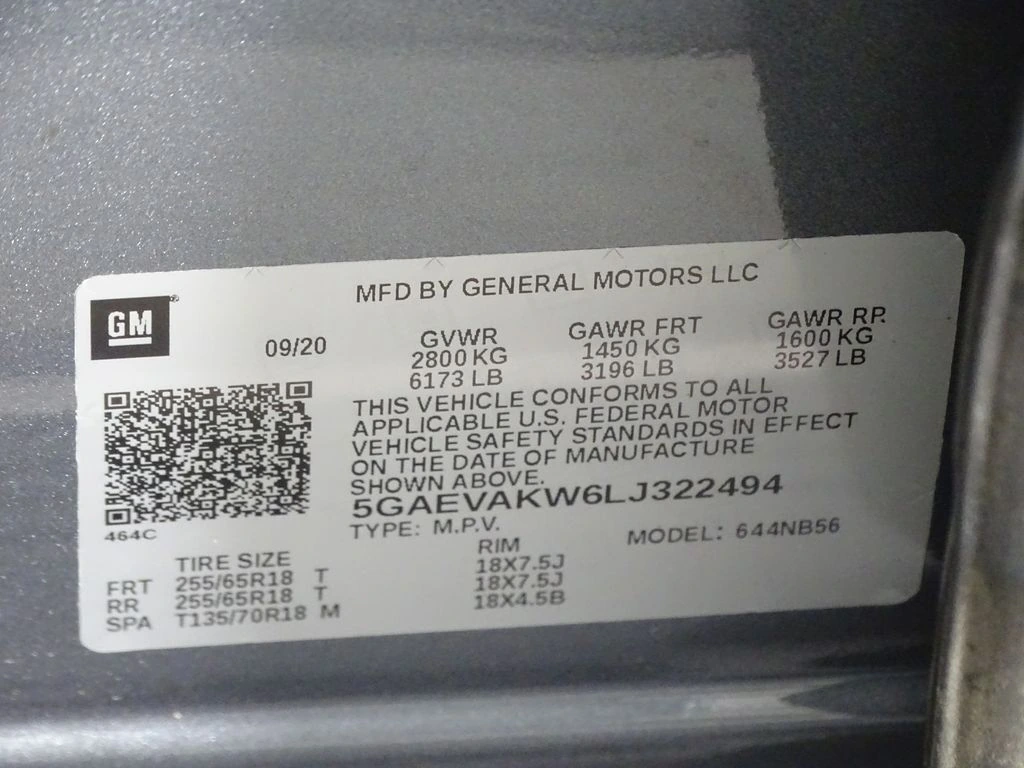 GM
MFD BY GENERAL MOTORS LLC
09/20
GVWR GAWR FRT GAWR RR
2800 KG 1450 KG 1600 KG
6173 LB 3196 LB 3527 LB
THIS VEHICLE CONFORMS TO ALL
APPLICABLE U.S. FEDERAL MOTOR
VEHICLE SAFETY STANDARDS IN EFFECT
ON THE DATE OF MANUFACTURE
SHOWN ABOVE.
5GAEVAKW6LJ322494
464C
TYPE: M.P.V. MODEL: 644NB56
TIRE SIZE RIM
FRT 255/65R18 T 18X7.5J
RR 255/65R18 T 18X7.5J
SPA T135/70R18 M 18X4.5B